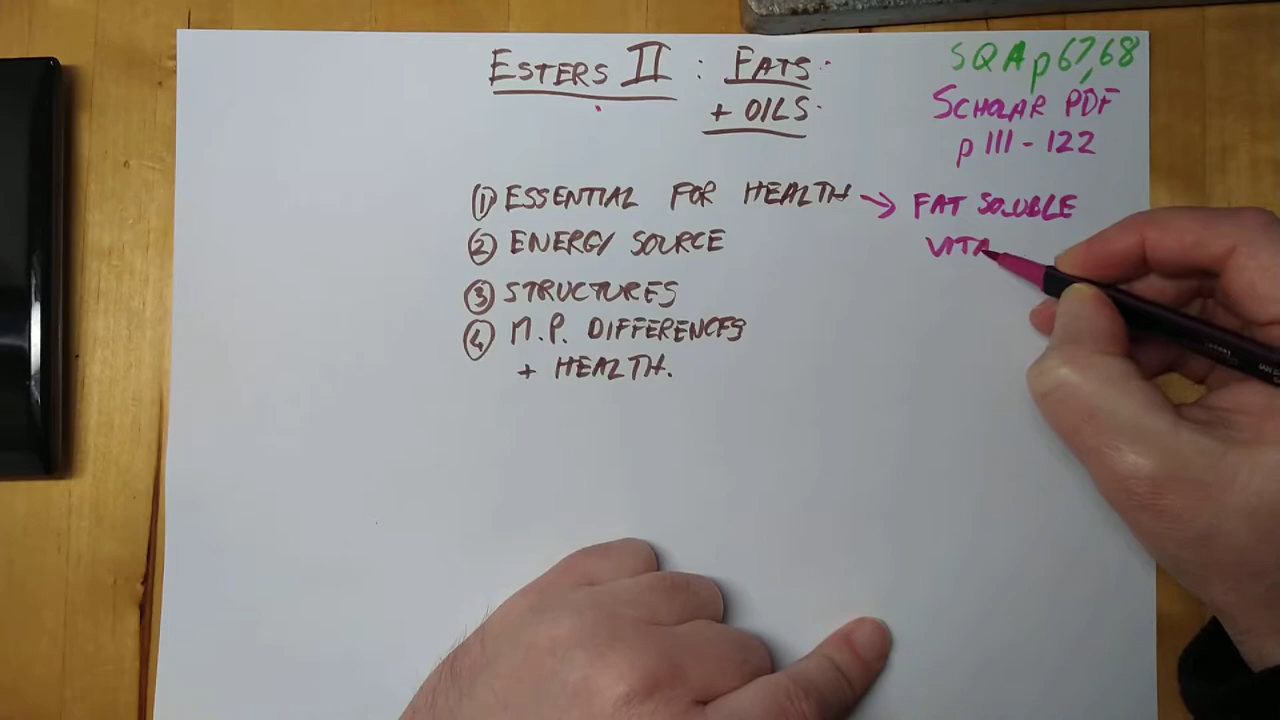 ESTERS II : FATS
+ OILS
SQA p 67, 68
SCHOLAR PDF
p 111 - 122
① ESSENTIAL FOR HEALTH → FAT SOLUBLE
VITA
② ENERGY SOURCE
③ STRUCTURES
④ M.P. DIFFERENCES
+ HEALTH.